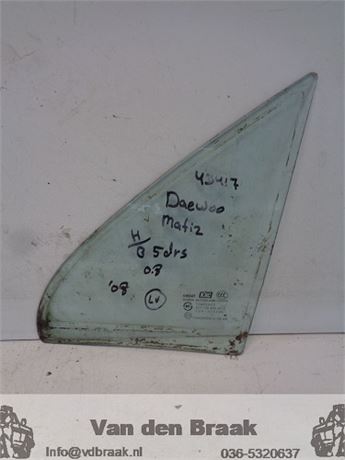 43417
Daewoo
Matiz
H/B 5drs
0.8
'08
LV
Van den Braak
Info@vdbraak.nl
036-5320637